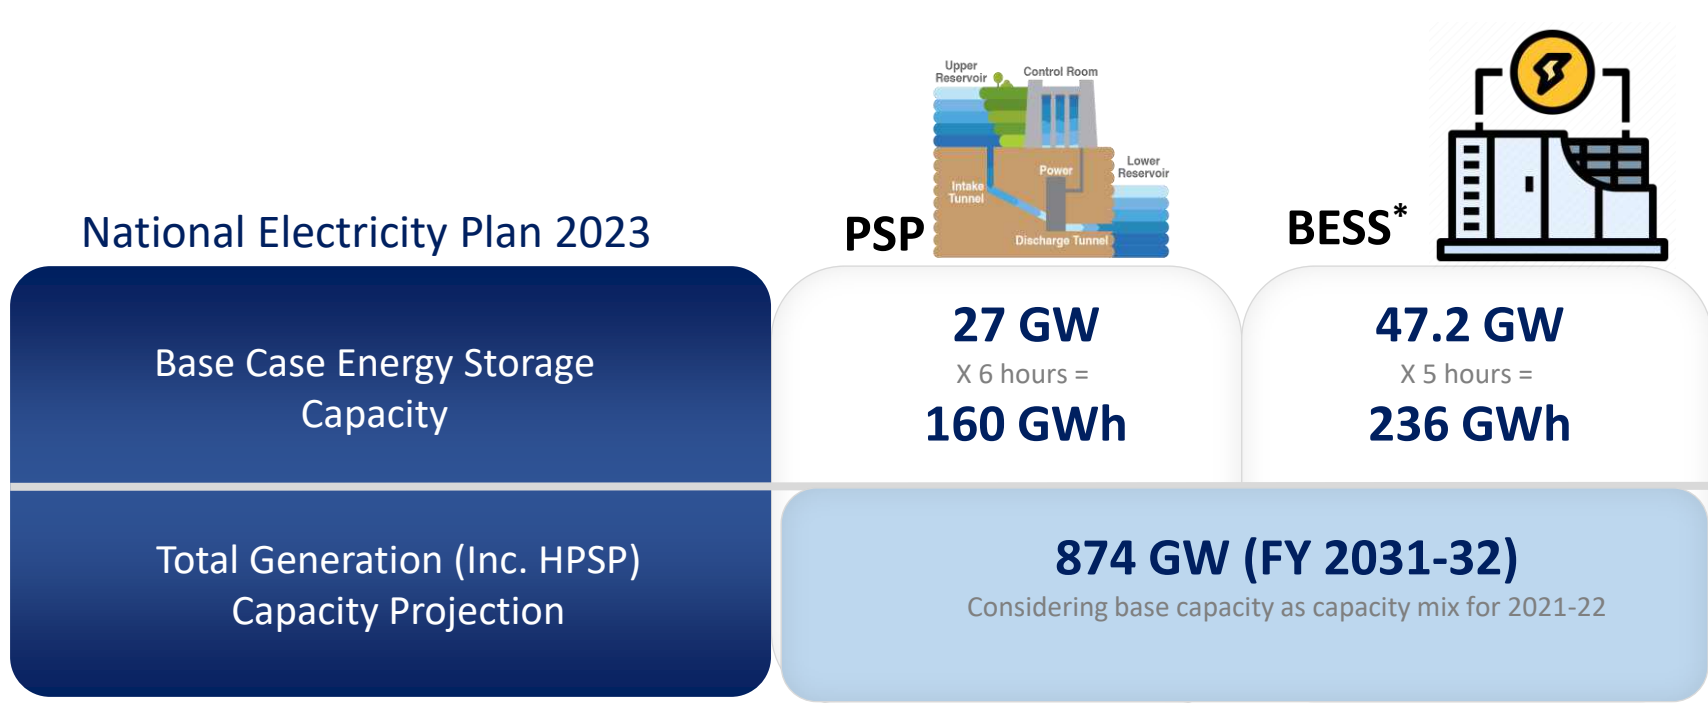 National Electricity Plan 2023
PSP
Upper
Reservoir
Control Room
Lower
Reservoir
Power
Intake
Tunnel
Discharge Tunnel
BESS*
Base Case Energy Storage
Capacity
27 GW
X 6 hours =
160 GWh
47.2 GW
X 5 hours =
236 GWh
Total Generation (Inc. HPSP)
Capacity Projection
874 GW (FY 2031-32)
Considering base capacity as capacity mix for 2021-22